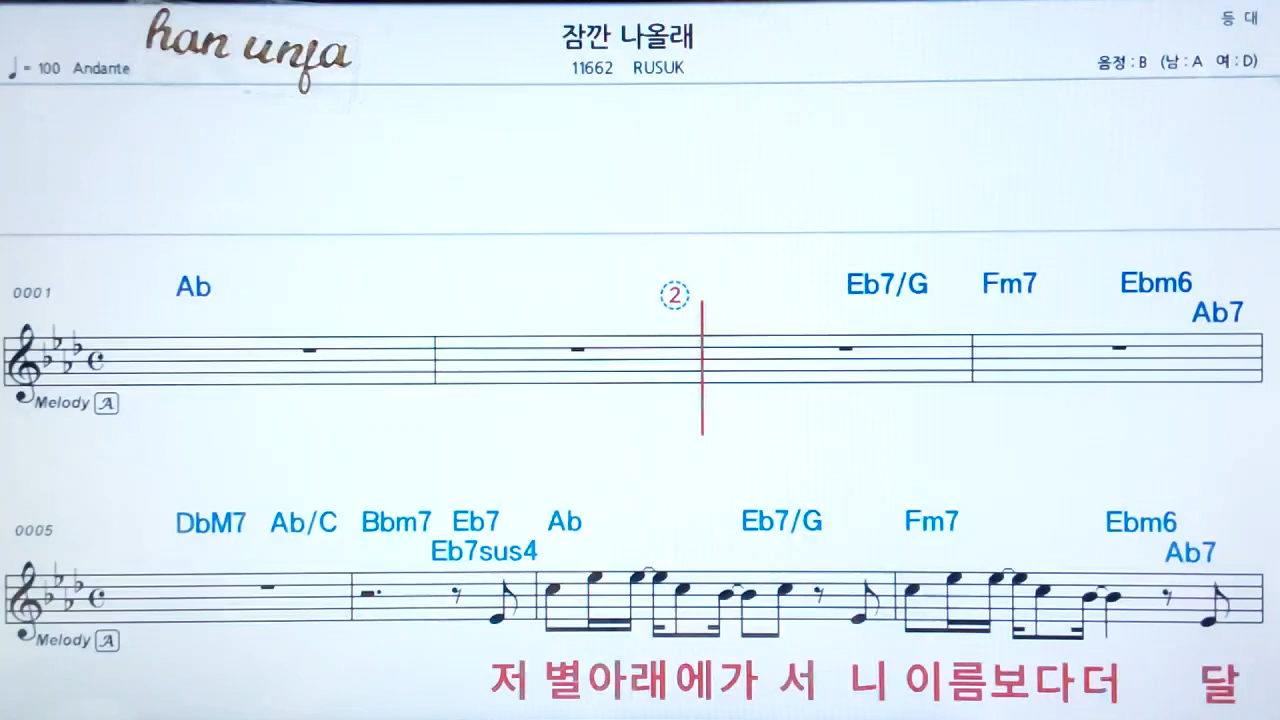 등 대
han unfa
잠깐 나올래
♩= 100 Andante
11662 RUSUK
음정 : B (남 : A 여 : D)
0001 Ab ② Eb7/G Fm7 Ebm6
Ab7
Melody A
0005 DbM7 Ab/C Bbm7 Eb7 Ab Eb7/G Fm7 Ebm6
Eb7sus4 Ab7
Melody A
저 별아래에가 서 니 이름보다더 달